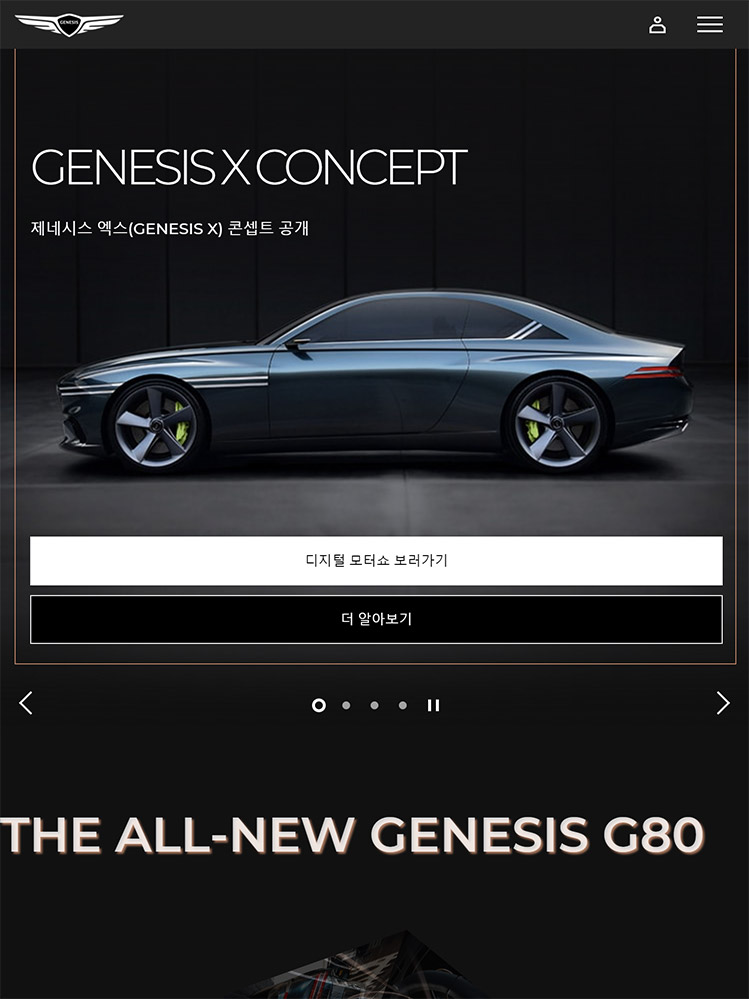 GENESIS
GENESIS X CONCEPT
제네시스 엑스(GENESIS X) 콘셉트 공개
디지털 모터쇼 보러가기
더 알아보기
THE ALL-NEW GENESIS G80